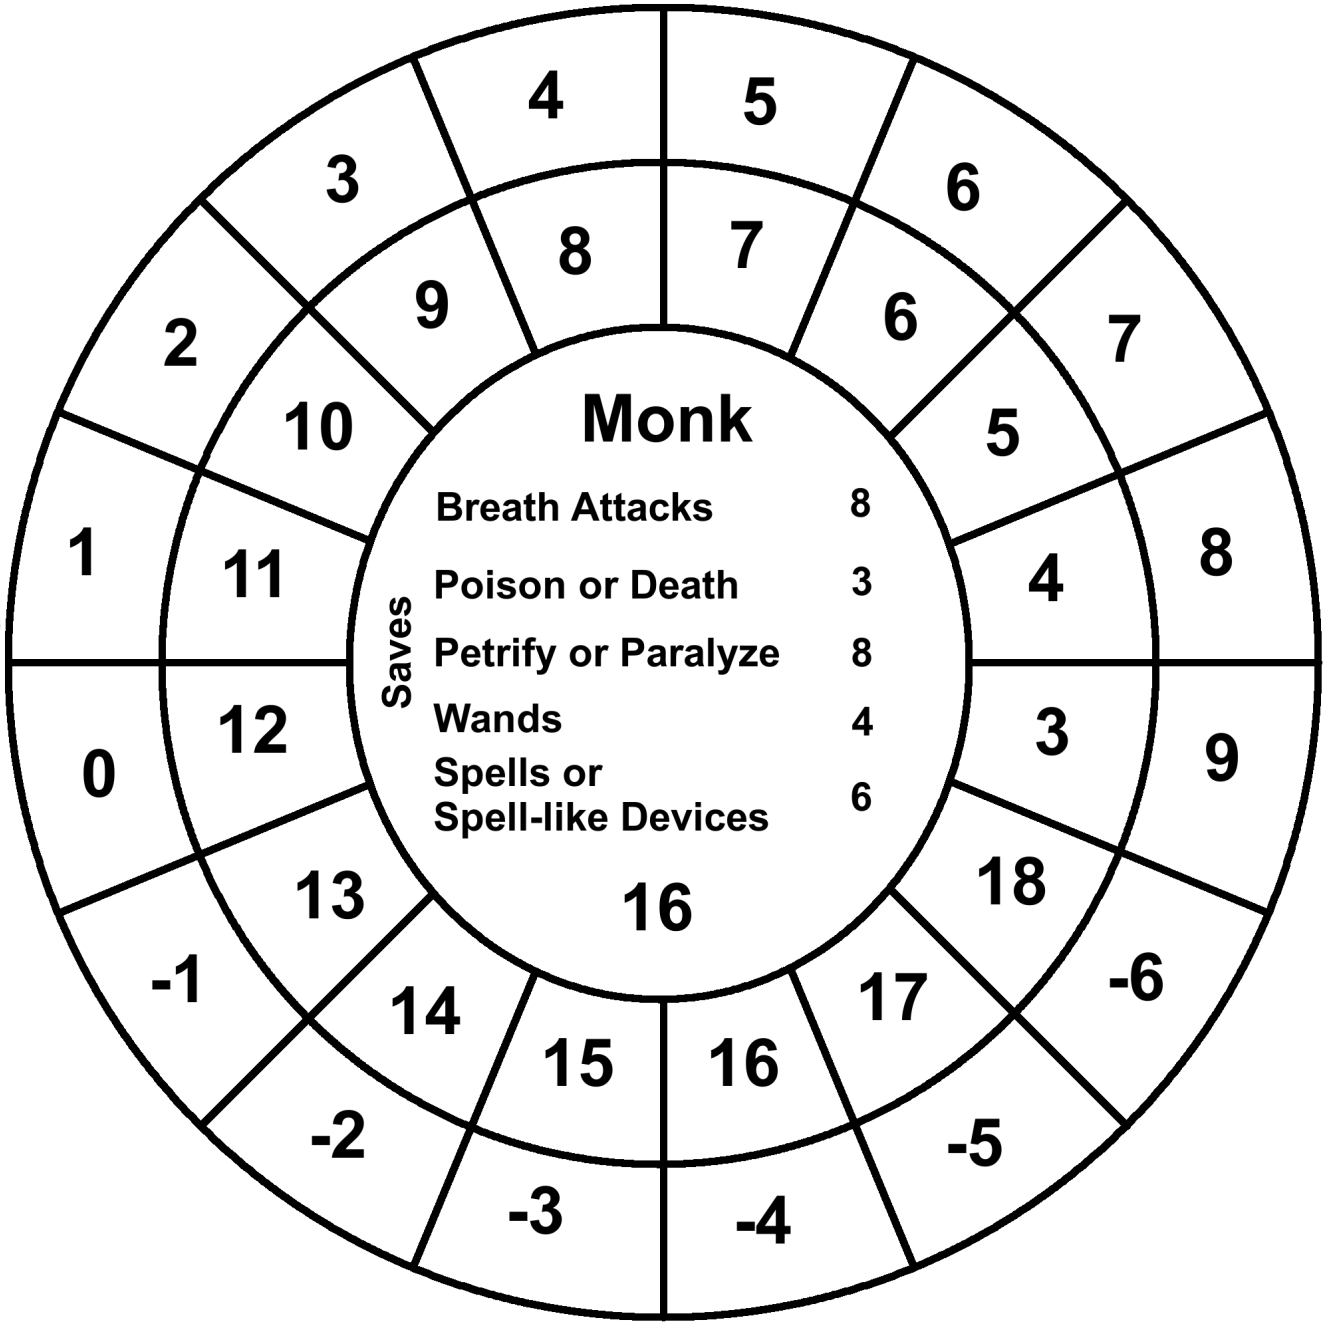 4 5
3 6
2 7
1 8
0 9
-1 -6
-2 -5
-3 -4
8 7
9 6
10 5
11 4
12 3
13 18
14 17
15 16
Monk
Saves
Breath Attacks 8
Poison or Death 3
Petrify or Paralyze 8
Wands 4
Spells or
Spell-like Devices 6
16